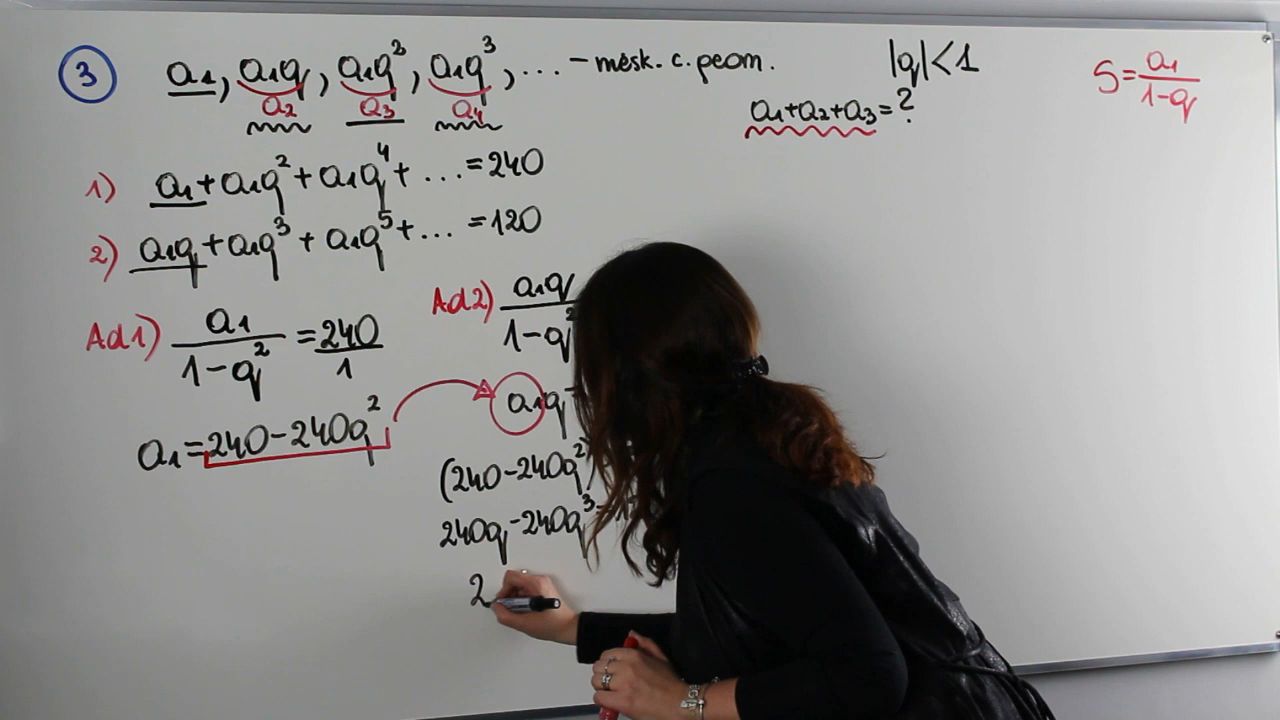 3 a₁, a₁q, a₁q², a₁q³, ... – niesk. c. geom. |q|<1 S=a₁/(1-q)
a₂ a₃ a₄ a₁+a₂+a₃=?
1) a₁+a₁q²+a₁q⁴+...=240
2) a₁q+a₁q³+a₁q⁵+...=120
Ad1) a₁/(1-q²)=240/1
a₁=240-240q²
Ad2) a₁q/(1-q²
a₁q
(240-240q²)
240q-240q³
2